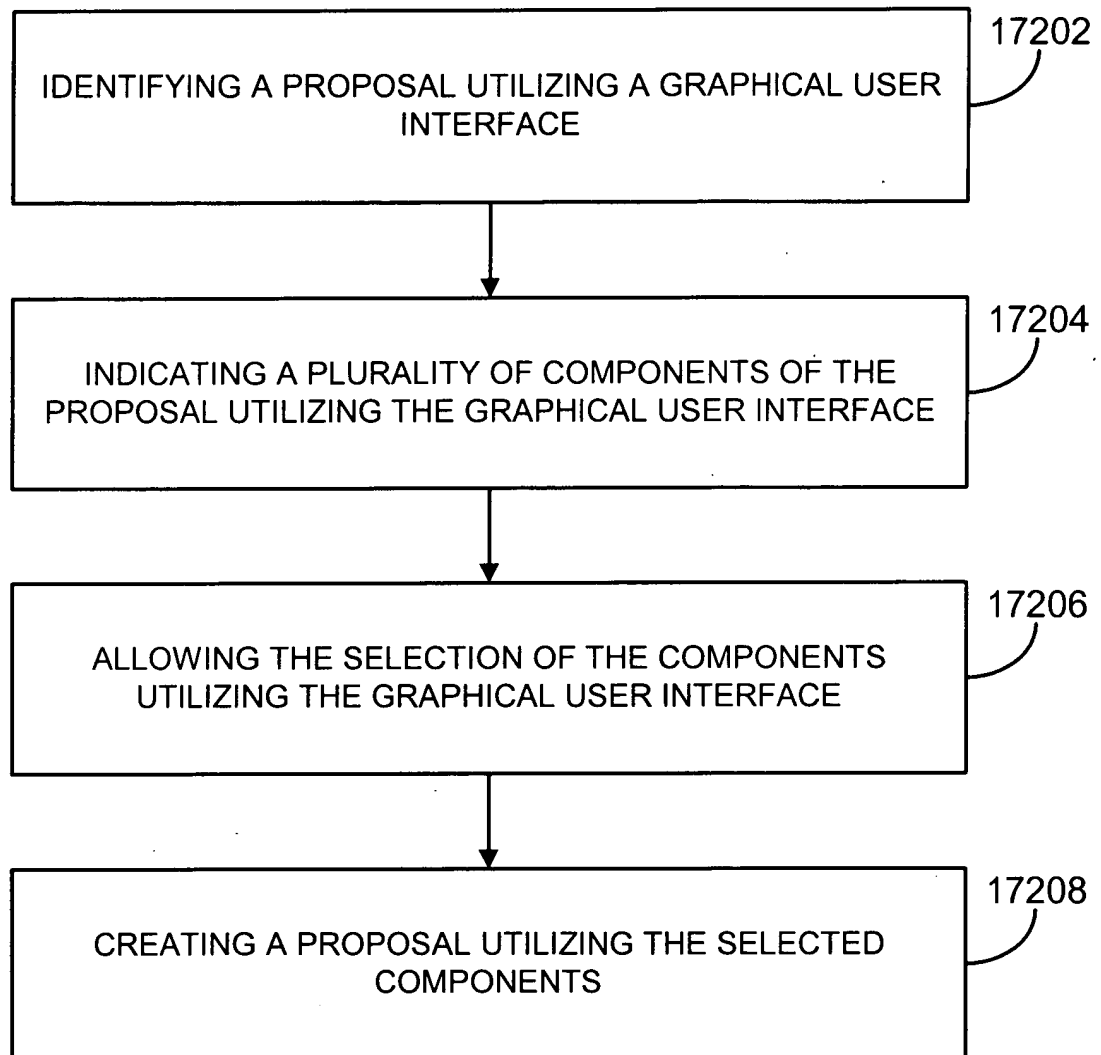 17202
IDENTIFYING A PROPOSAL UTILIZING A GRAPHICAL USER
INTERFACE
17204
INDICATING A PLURALITY OF COMPONENTS OF THE
PROPOSAL UTILIZING THE GRAPHICAL USER INTERFACE
17206
ALLOWING THE SELECTION OF THE COMPONENTS
UTILIZING THE GRAPHICAL USER INTERFACE
17208
CREATING A PROPOSAL UTILIZING THE SELECTED
COMPONENTS